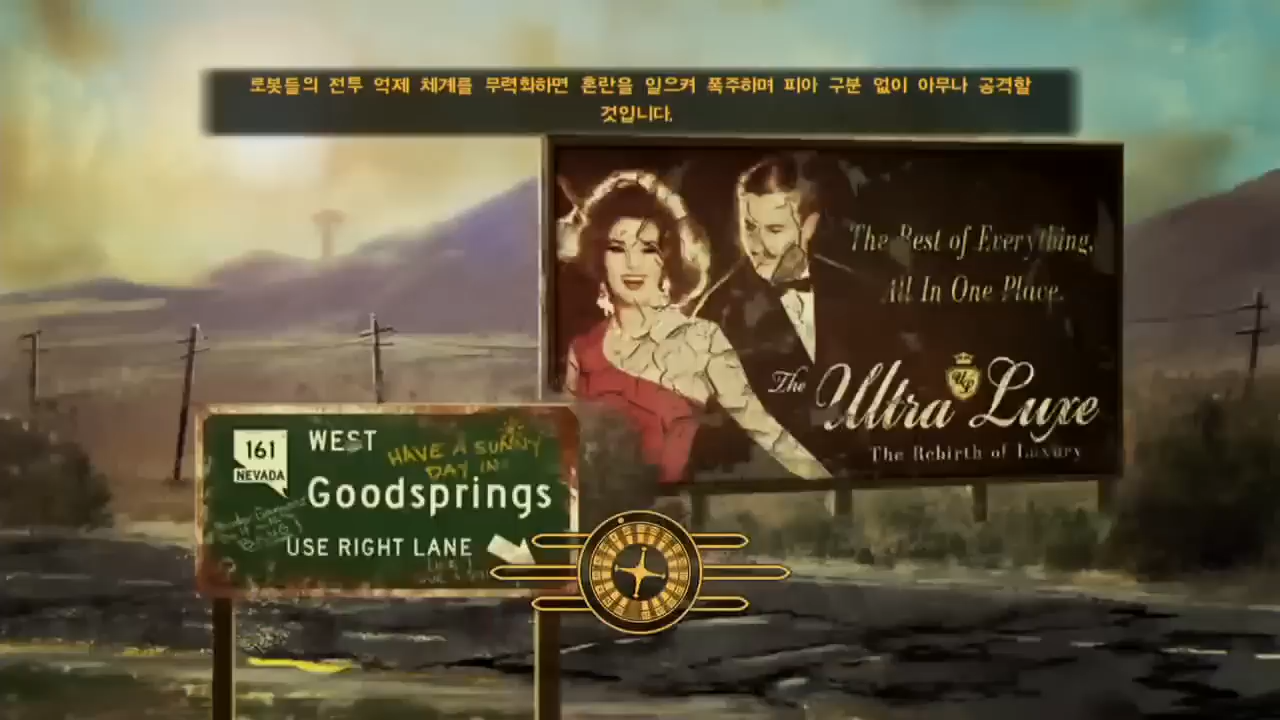 로봇들의 전투 억제 체계를 무력화하면 혼란을 일으켜 폭주하며 피아 구분 없이 아무나 공격할
것입니다.
The Best of Everything,
All In One Place.
The Ultra Luxe
The Rebirth of Luxury
161
NEVADA
WEST
HAVE A SUNNY
DAY IN
Goodsprings
USE RIGHT LANE